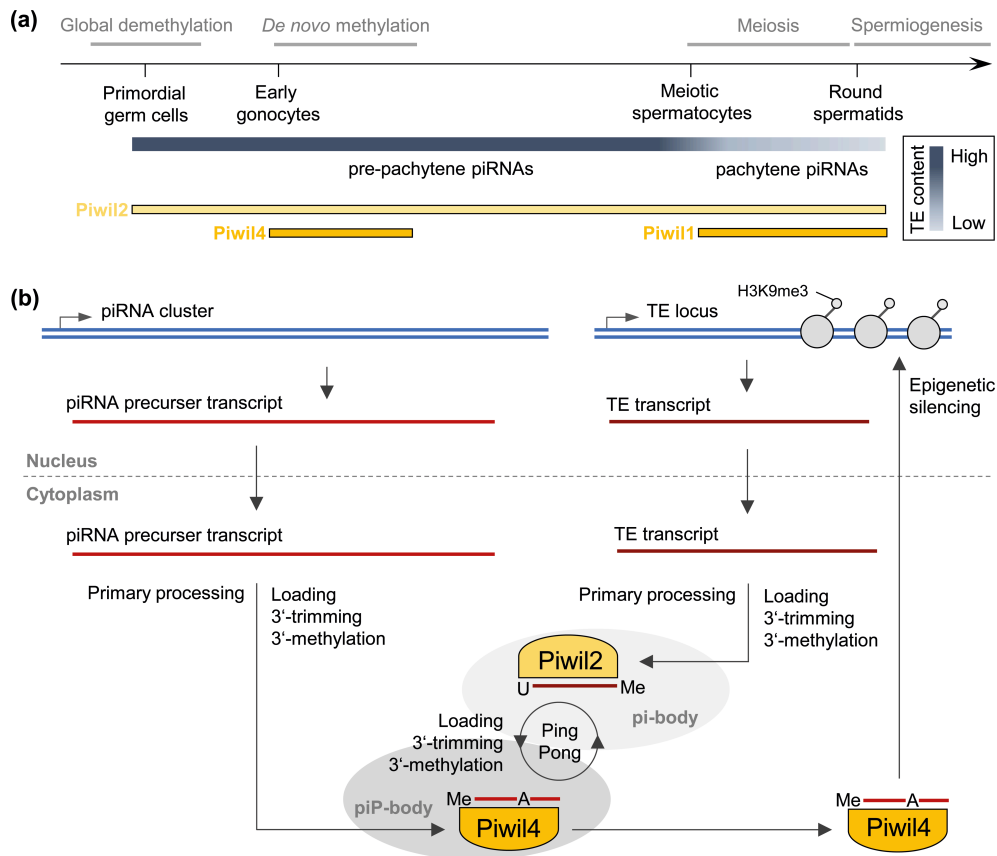 (a)
Global demethylation
De novo methylation
Meiosis
Spermiogenesis
Primordial
germ cells
Early
gonocytes
Meiotic
spermatocytes
Round
spermatids
pre-pachytene piRNAs
pachytene piRNAs
TE content
High
Low
Piwil2
Piwil4
Piwil1
(b)
piRNA cluster
TE locus
H3K9me3
piRNA precurser transcript
TE transcript
Epigenetic
silencing
Nucleus
Cytoplasm
piRNA precurser transcript
TE transcript
Primary processing
Loading
3‘-trimming
3‘-methylation
Primary processing
Loading
3‘-trimming
3‘-methylation
Piwil2
U
Me
pi-body
Loading
3‘-trimming
3‘-methylation
Ping
Pong
piP-body
Me
A
Piwil4
Me
A
Piwil4